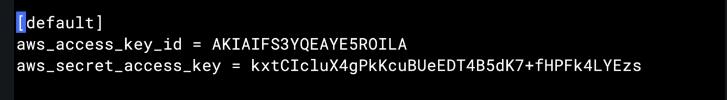 [default]
aws_access_key_id = AKIAIFS3YQEAYE5ROILA
aws_secret_access_key = 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